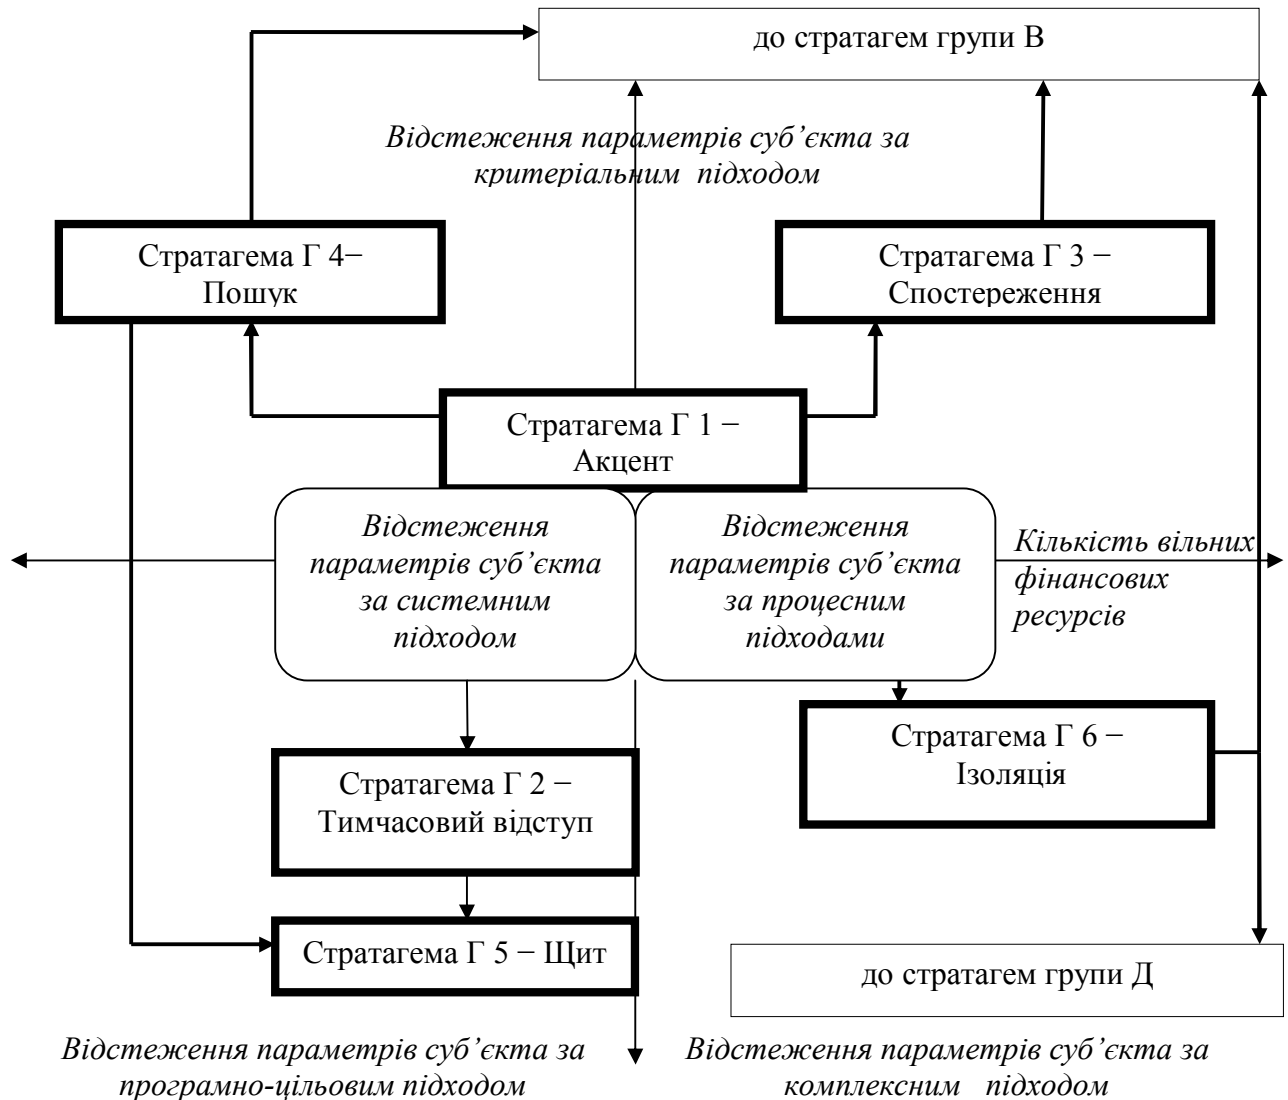 до стратагем групи В
Відстеження параметрів суб’єкта за
критеріальним підходом
Стратагема Г 4−
Пошук
Стратагема Г 3 −
Спостереження
Стратагема Г 1 −
Акцент
Відстеження
параметрів суб’єкта
за системним
підходом
Відстеження
параметрів суб’єкта
за процесним
підходами
Кількість вільних
фінансових
ресурсів
Стратагема Г 6 −
Ізоляція
Стратагема Г 2 −
Тимчасовий відступ
Стратагема Г 5 − Щит
до стратагем групи Д
Відстеження параметрів суб’єкта за
програмно-цільовим підходом
Відстеження параметрів суб’єкта за
комплексним підходом